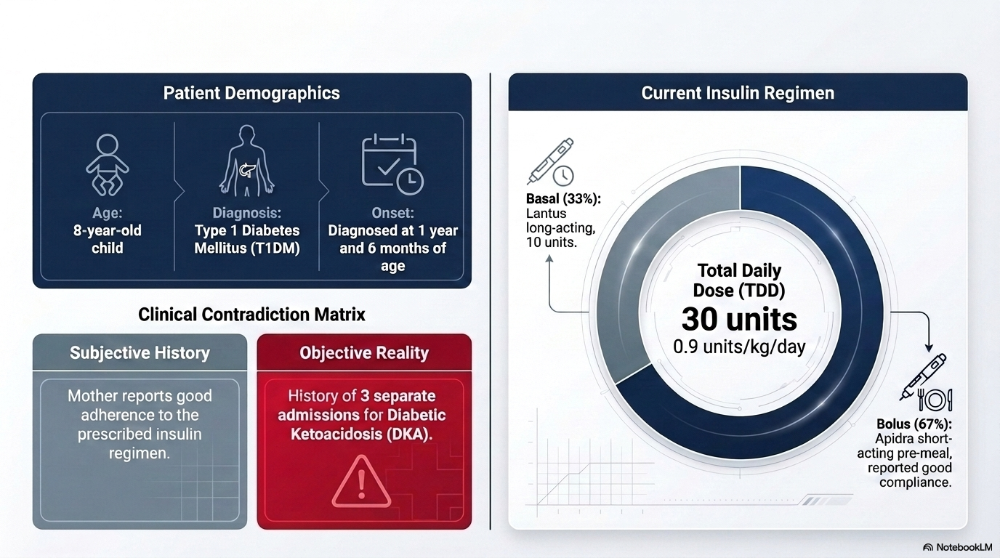 Patient Demographics
Age:
8-year-old
child
Diagnosis:
Type 1 Diabetes
Mellitus (T1DM)
Onset:
Diagnosed at 1 year
and 6 months of
age
Clinical Contradiction Matrix
Subjective History
Mother reports good
adherence to the
prescribed insulin
regimen.
Objective Reality
History of 3 separate
admissions for Diabetic
Ketoacidosis (DKA).
Current Insulin Regimen
Basal (33%):
Lantus
long-acting,
10 units.
Total Daily
Dose (TDD)
30 units
0.9 units/kg/day
Bolus (67%):
Apidra short-
acting pre-meal,
reported good
compliance.
NotebookLM